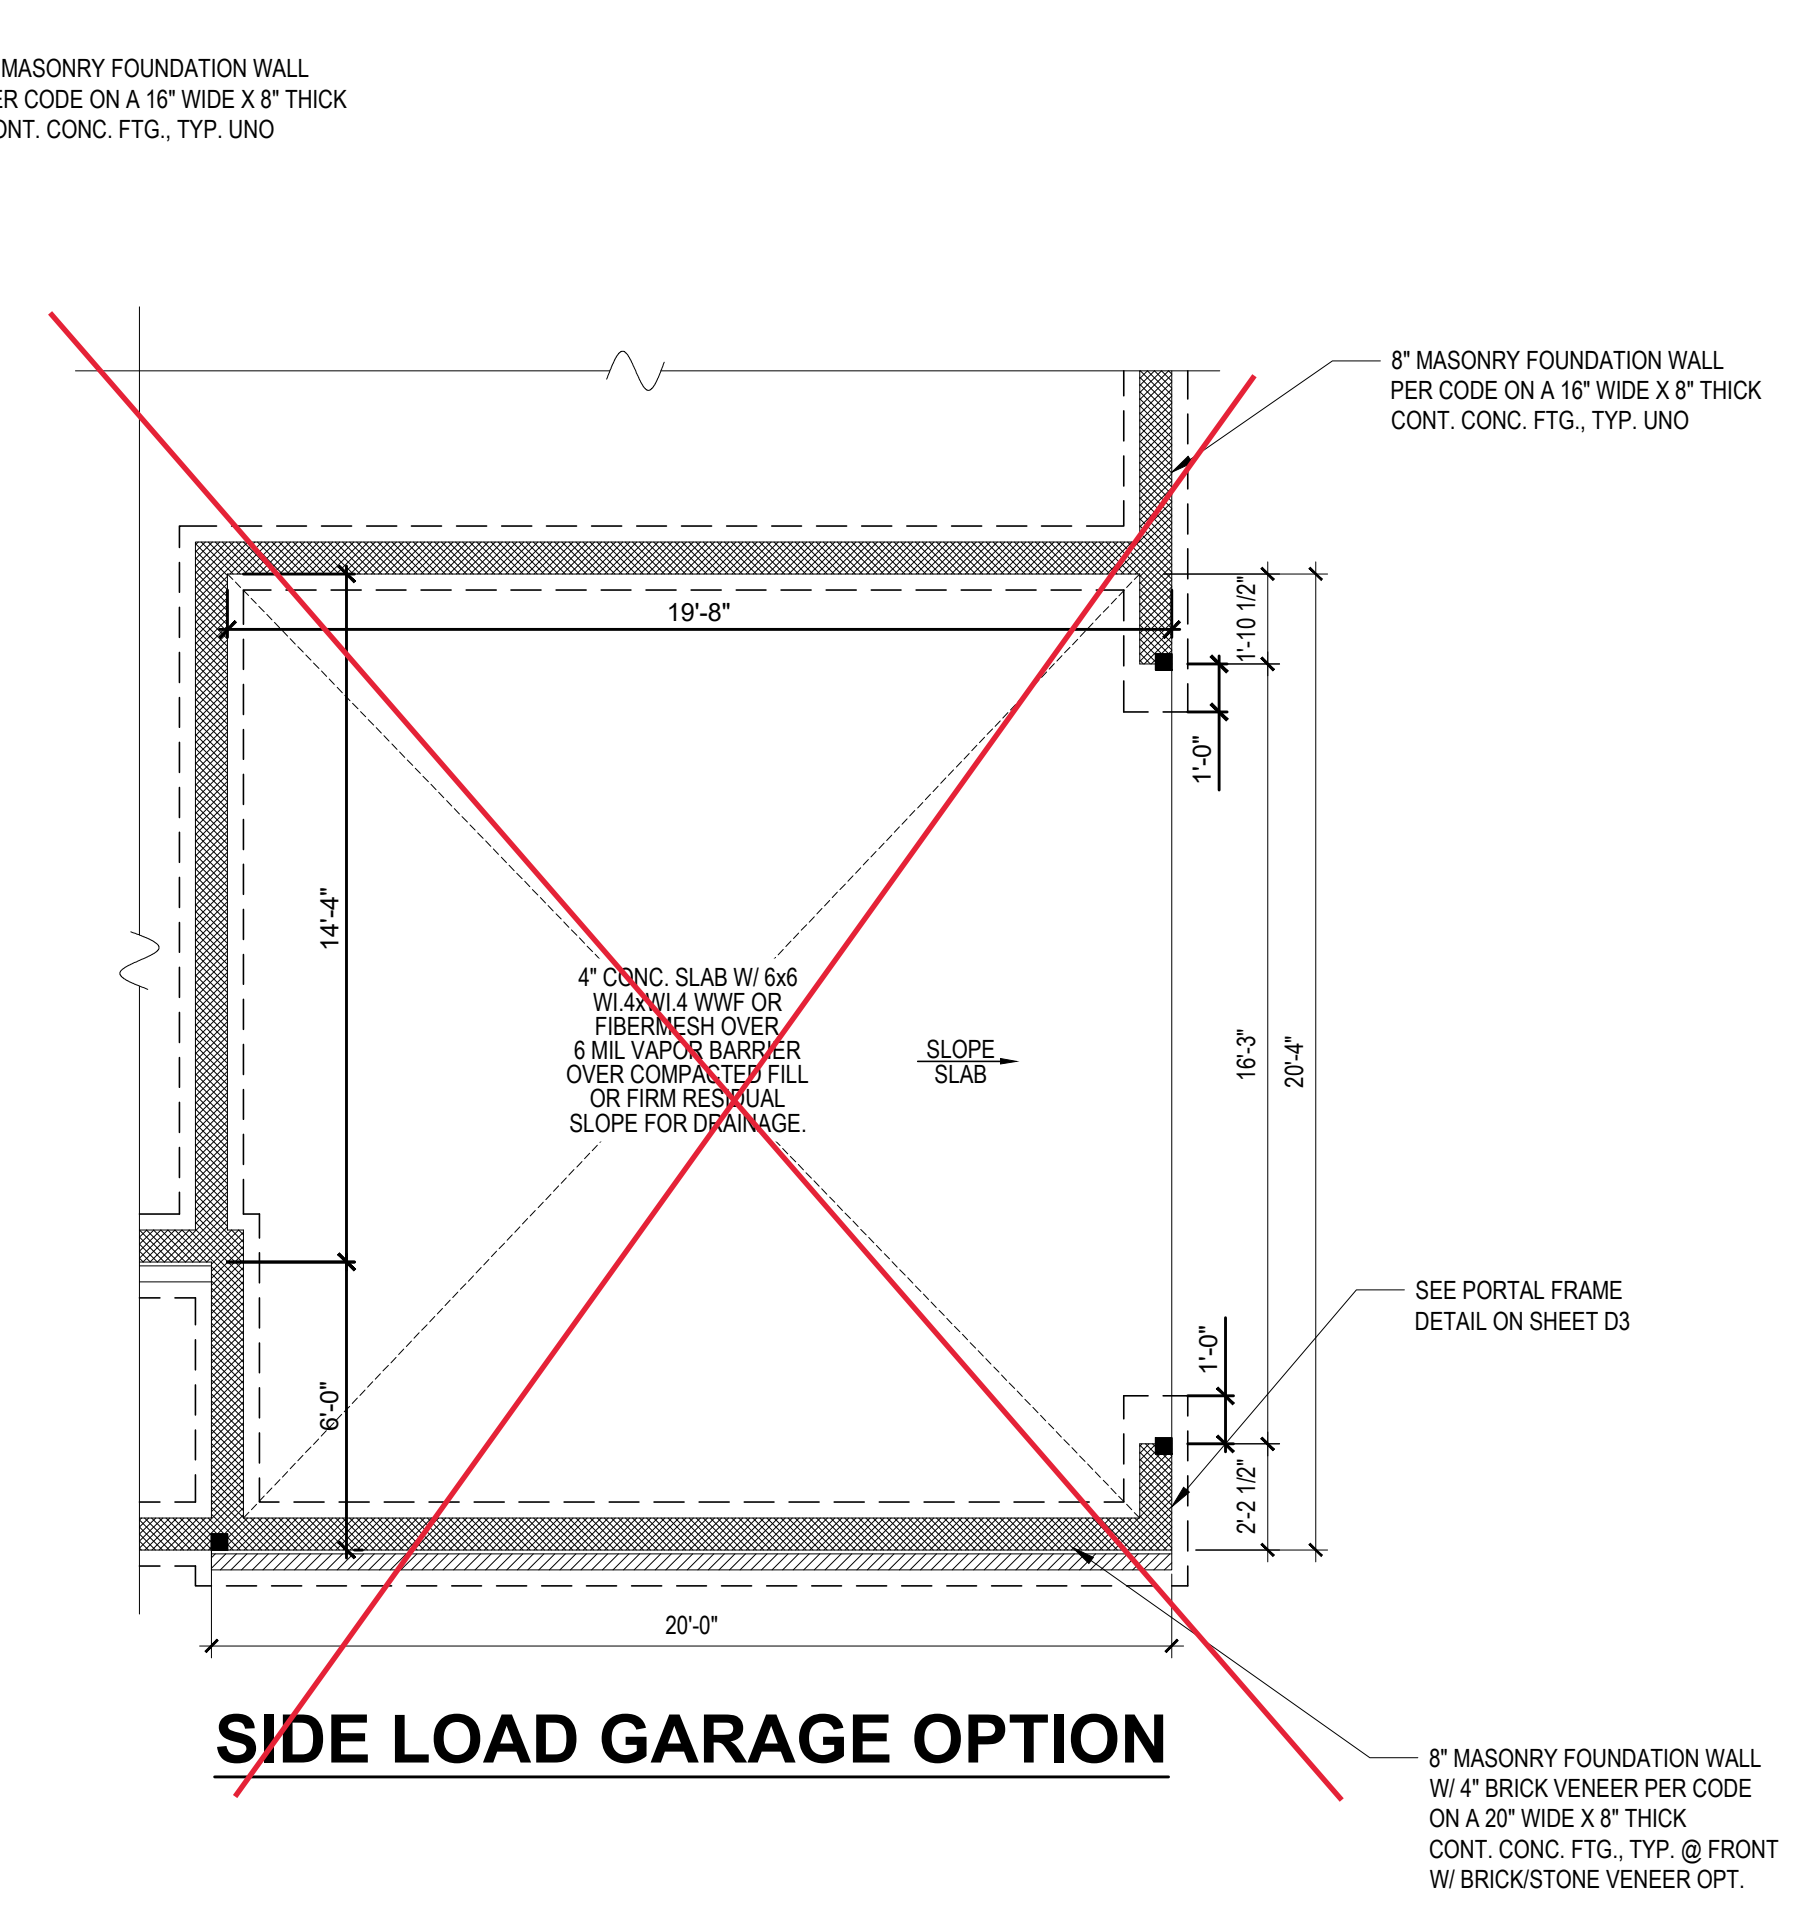 MASONRY FOUNDATION WALL
ER CODE ON A 16" WIDE X 8" THICK
ONT. CONC. FTG., TYP. UNO
8" MASONRY FOUNDATION WALL
PER CODE ON A 16" WIDE X 8" THICK
CONT. CONC. FTG., TYP. UNO
19'-8"
1'-10 1/2"
1'-0"
14'-4"
4" CONC. SLAB W/ 6x6
WI.4xWI.4 WWF OR
FIBERMESH OVER
6 MIL VAPOR BARRIER
OVER COMPACTED FILL
OR FIRM RESIDUAL
SLOPE FOR DRAINAGE.
SLOPE
SLAB
16'-3"
20'-4"
SEE PORTAL FRAME
DETAIL ON SHEET D3
1'-0"
6'-0"
2'-2 1/2"
20'-0"
SIDE LOAD GARAGE OPTION
8" MASONRY FOUNDATION WALL
W/ 4" BRICK VENEER PER CODE
ON A 20" WIDE X 8" THICK
CONT. CONC. FTG., TYP. @ FRONT
W/ BRICK/STONE VENEER OPT.